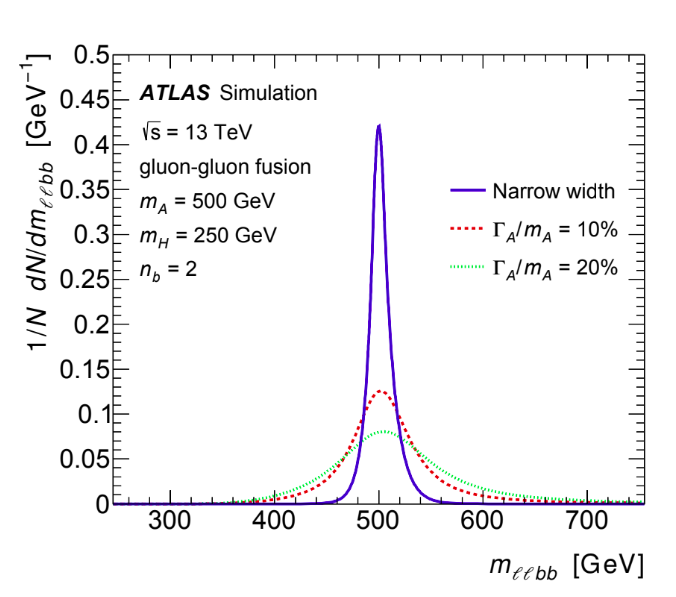 0.5
0.45
0.4
0.35
0.3
0.25
0.2
0.15
0.1
0.05
0
1/N dN/dm_ℓℓbb [GeV⁻¹]
ATLAS Simulation
√s = 13 TeV
gluon-gluon fusion
m_A = 500 GeV
m_H = 250 GeV
n_b = 2
Narrow width
Γ_A/m_A = 10%
Γ_A/m_A = 20%
300 400 500 600 700
m_ℓℓbb [GeV]